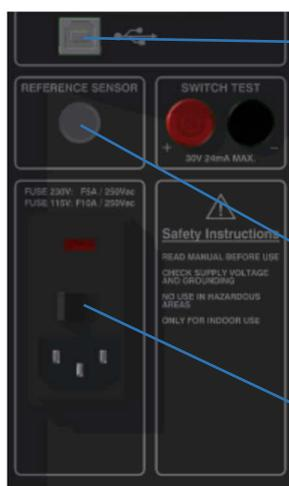 REFERENCE SENSOR
SWITCH TEST
+ −
30V 24mA MAX.
FUSE 230V: F5A / 250Vac
FUSE 115V: F10A / 250Vac
Safety Instructions
READ MANUAL BEFORE USE
CHECK SUPPLY VOLTAGE
AND GROUNDING
NO USE IN HAZARDOUS
AREAS
ONLY FOR INDOOR USE